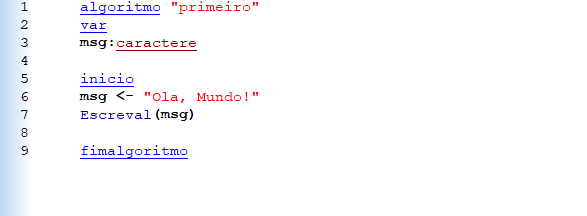 1 algoritmo "primeiro"
2 var
3 msg:caractere
4
5 inicio
6 msg <- "Ola, Mundo!"
7 Escreval(msg)
8
9 fimalgoritmo